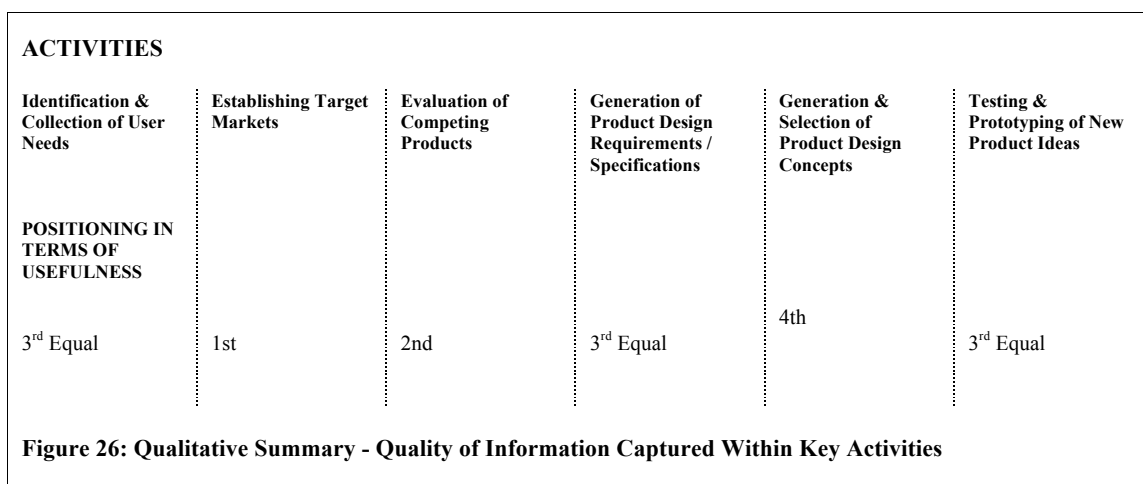 ACTIVITIES
Identification &
Collection of User
Needs
Establishing Target
Markets
Evaluation of
Competing
Products
Generation of
Product Design
Requirements /
Specifications
Generation &
Selection of
Product Design
Concepts
Testing &
Prototyping of New
Product Ideas
POSITIONING IN
TERMS OF
USEFULNESS
3rd Equal
1st
2nd
3rd Equal
4th
3rd Equal
Figure 26: Qualitative Summary - Quality of Information Captured Within Key Activities